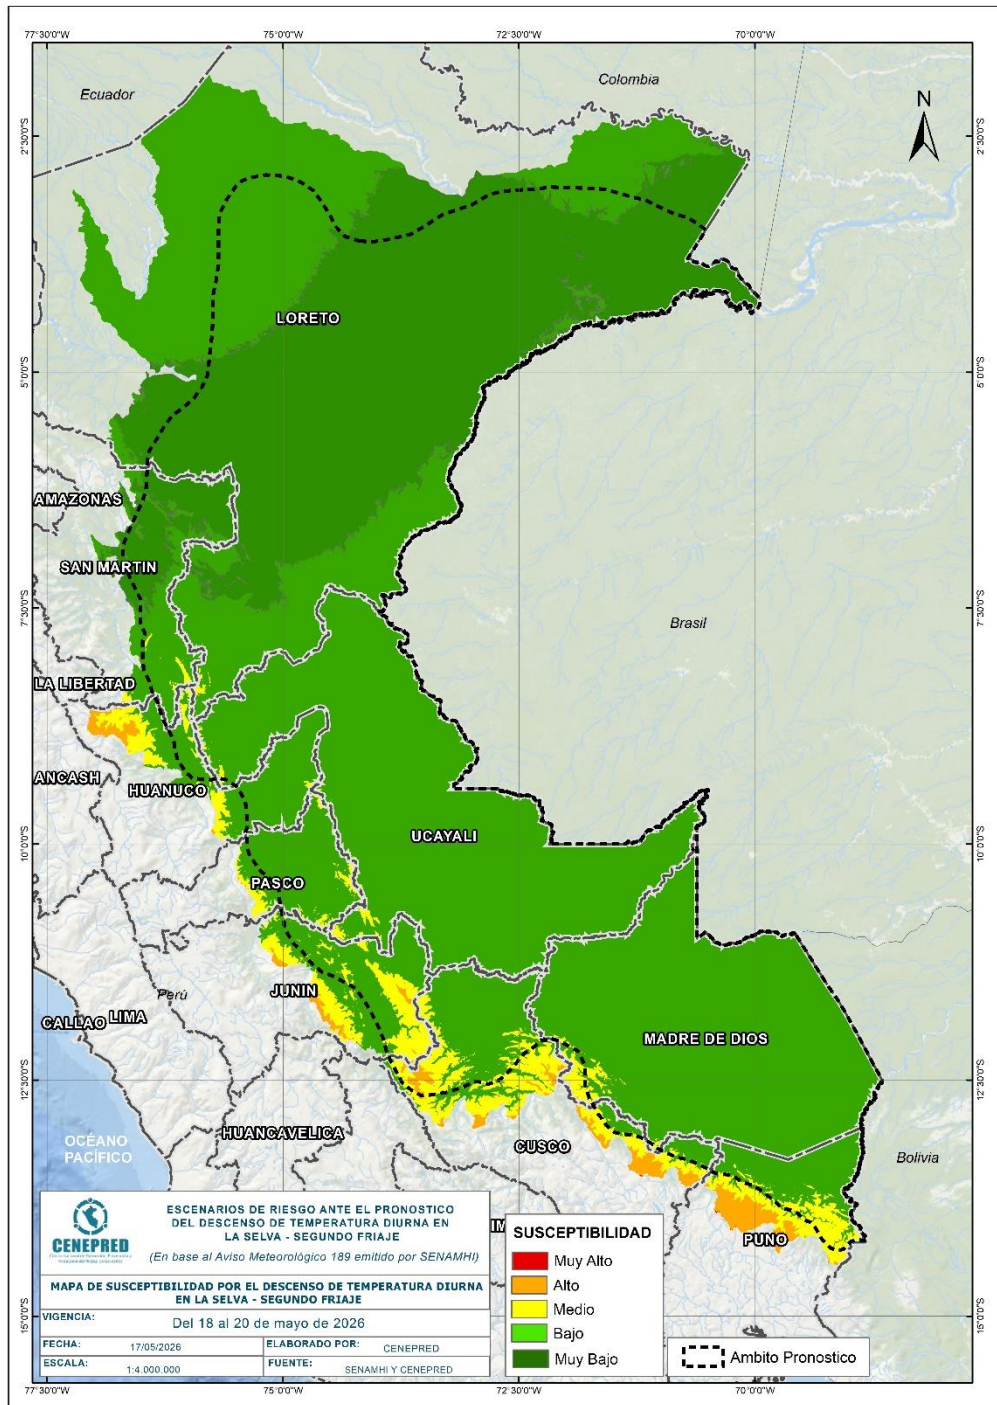 77°30'0"W
75°0'0"W
72°30'0"W
70°0'0"W
Ecuador
Colombia
N
2°30'0"S
2°30'0"S
LORETO
5°0'0"S
5°0'0"S
AMAZONAS
SAN MARTIN
7°30'0"S
7°30'0"S
Brasil
LA LIBERTAD
ANCASH
HUANUCO
UCAYALI
10°0'0"S
10°0'0"S
PASCO
JUNIN
Perú
CALLAO
LIMA
MADRE DE DIOS
12°30'0"S
12°30'0"S
HUANCAVELICA
OCÉANO
PACÍFICO
CUSCO
Bolivia
PUNO
CENEPRED
ESCENARIOS DE RIESGO ANTE EL PRONOSTICO
DEL DESCENSO DE TEMPERATURA DIURNA EN
LA SELVA - SEGUNDO FRIAJE
(En base al Aviso Meteorológico 189 emitido por SENAMHI)
MAPA DE SUSCEPTIBILIDAD POR EL DESCENSO DE TEMPERATURA DIURNA
EN LA SELVA - SEGUNDO FRIAJE
VIGENCIA:
Del 18 al 20 de mayo de 2026
FECHA:
17/05/2026
ELABORADO POR:
CENEPRED
ESCALA:
1:4.000.000
FUENTE:
SENAMHI Y CENEPRED
SUSCEPTIBILIDAD
Muy Alto
Alto
Medio
Bajo
Muy Bajo
Ambito Pronostico
15°0'0"S
15°0'0"S
77°30'0"W
75°0'0"W
72°30'0"W
70°0'0"W